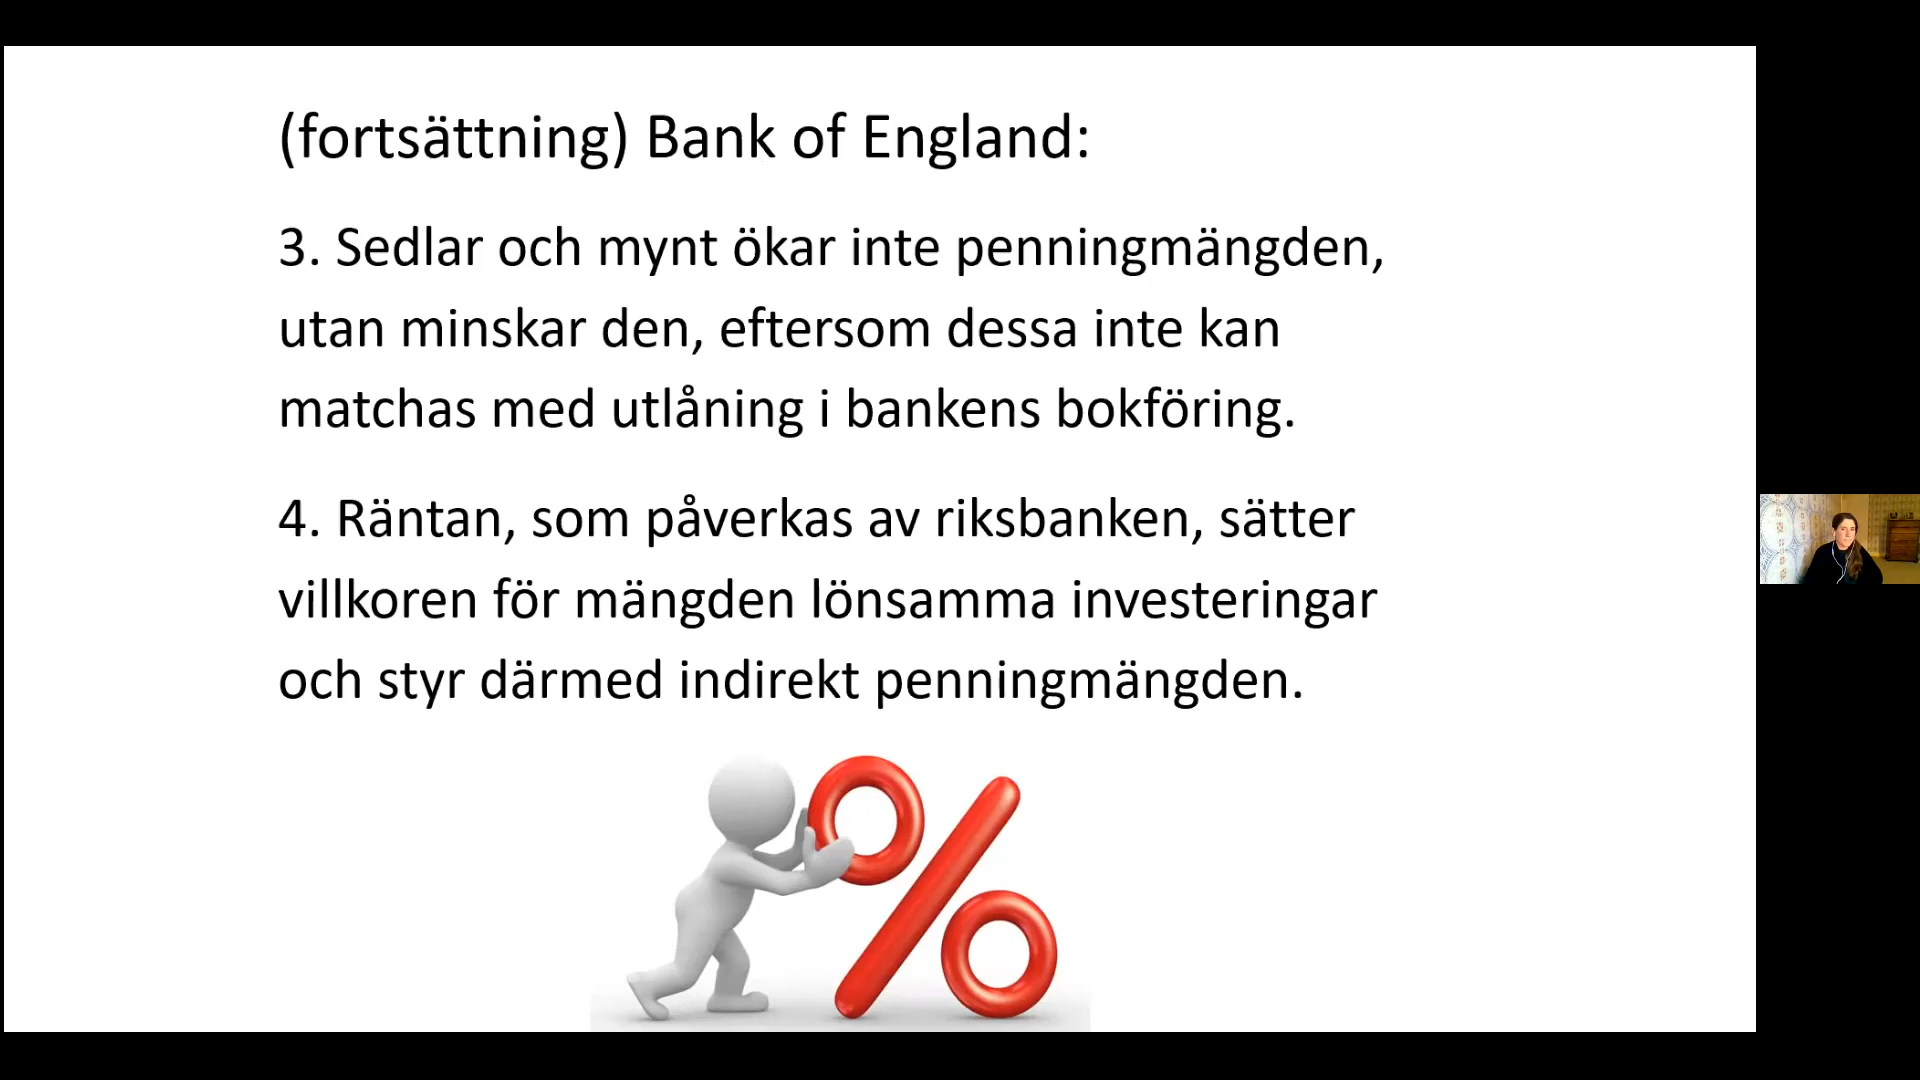 (fortsättning) Bank of England:
3. Sedlar och mynt ökar inte penningmängden,
utan minskar den, eftersom dessa inte kan
matchas med utlåning i bankens bokföring.
4. Räntan, som påverkas av riksbanken, sätter
villkoren för mängden lönsamma investeringar
och styr därmed indirekt penningmängden.